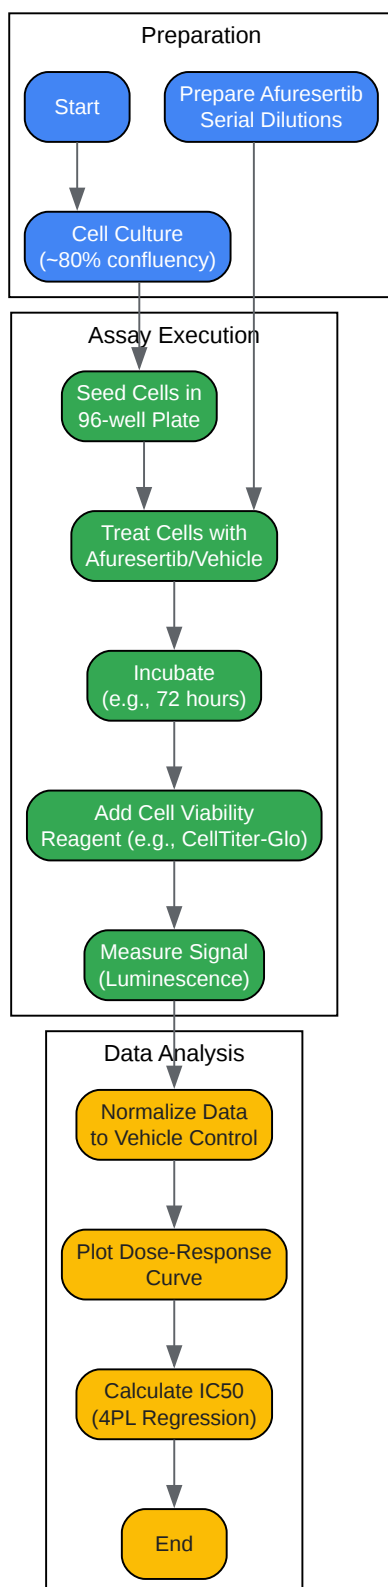 Preparation
Start
Prepare Afuresertib
Serial Dilutions
Cell Culture
(~80% confluency)
Assay Execution
Seed Cells in
96-well Plate
Treat Cells with
Afuresertib/Vehicle
Incubate
(e.g., 72 hours)
Add Cell Viability
Reagent (e.g., CellTiter-Glo)
Measure Signal
(Luminescence)
Data Analysis
Normalize Data
to Vehicle Control
Plot Dose-Response
Curve
Calculate IC50
(4PL Regression)
End